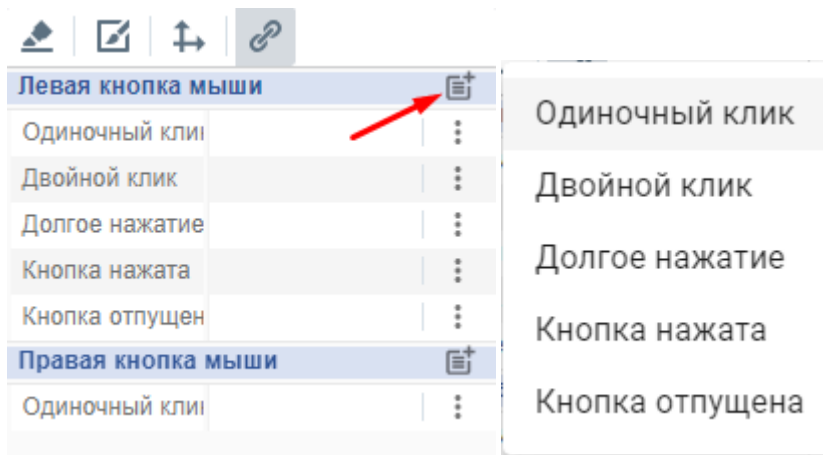 Левая кнопка мыши
Одиночный кли
Двойной клик
Долгое нажатие
Кнопка нажата
Кнопка отпущен
Правая кнопка мыши
Одиночный кли
Одиночный клик
Двойной клик
Долгое нажатие
Кнопка нажата
Кнопка отпущена